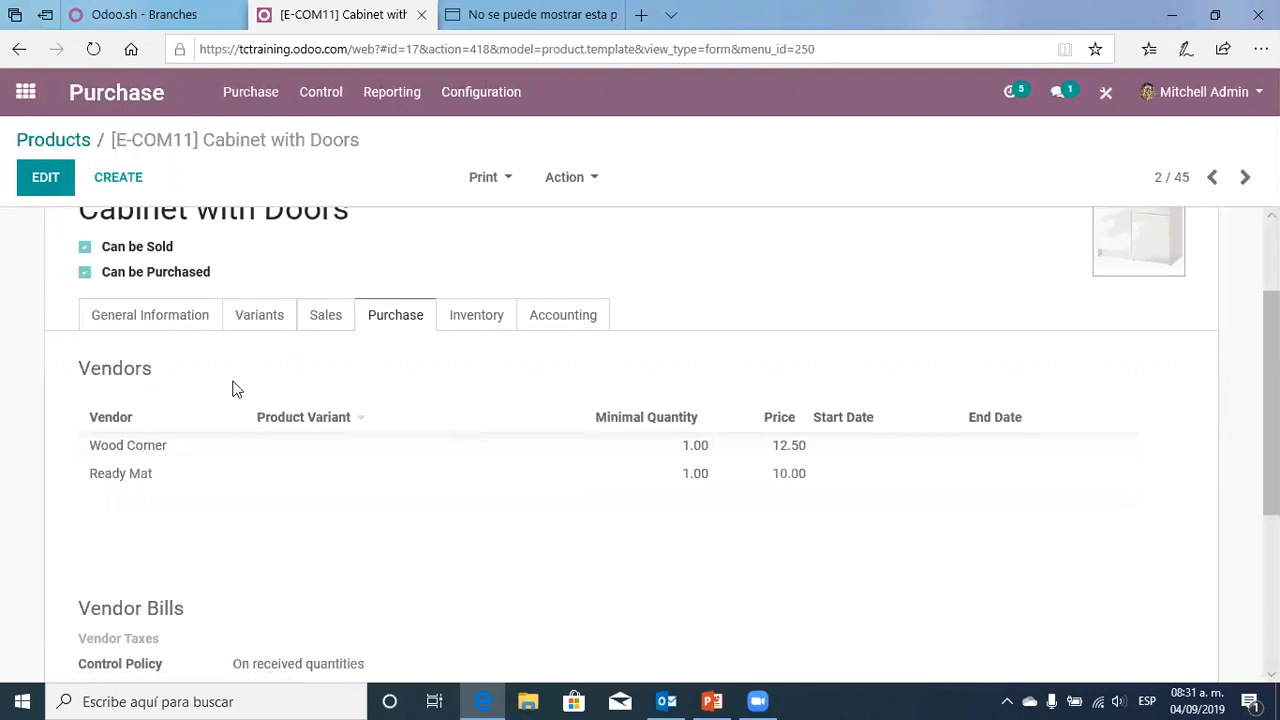 Odoo.sh - Branches
[E-COM11] Cabinet with
No se puede mostrar esta p
https://tctraining.odoo.com/web?#id=17&action=418&model=product.template&view_type=form&menu_id=250
Purchase Purchase Control Reporting Configuration 5 1 Mitchell Admin
Products / [E-COM11] Cabinet with Doors
EDIT CREATE Print Action 2 / 45
Cabinet with Doors
Can be Sold
Can be Purchased
General Information Variants Sales Purchase Inventory Accounting
Vendors
Vendor Product Variant Minimal Quantity Price Start Date End Date
Wood Corner 1.00 12.50
Ready Mat 1.00 10.00
Vendor Bills
Vendor Taxes
Control Policy On received quantities
Escribe aquí para buscar ESP 08:31 a. m.
04/09/2019 1